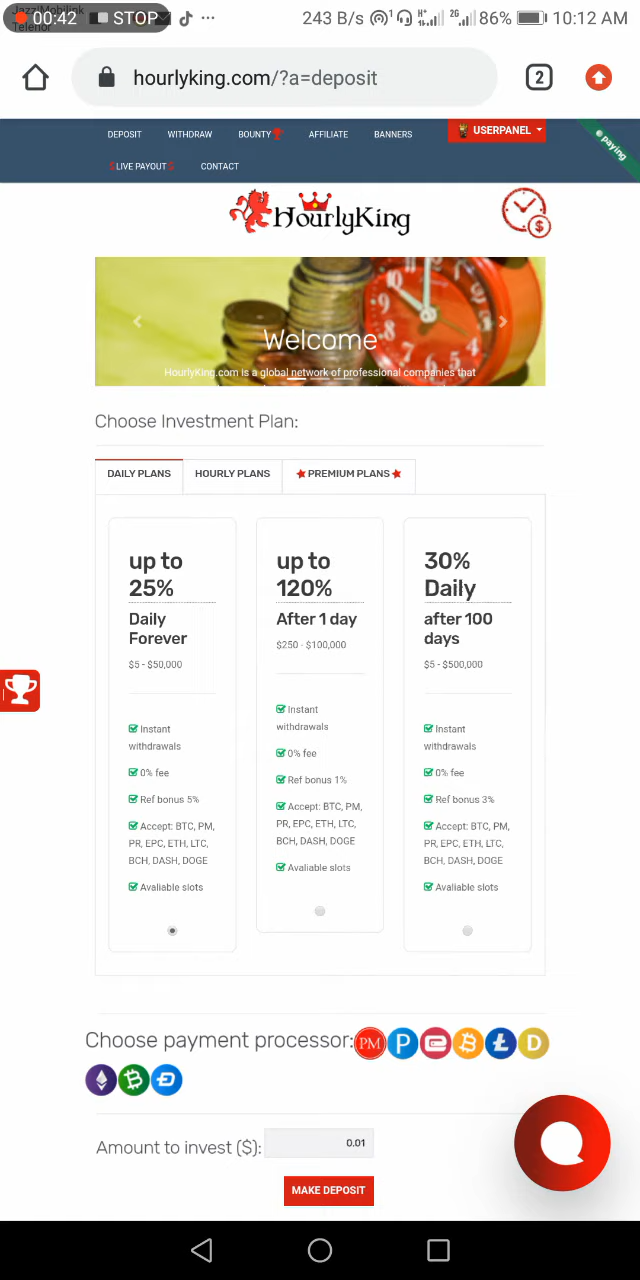 Jazz!Mobilink
Telenor
00:42 STOP ... 243 B/s 1 H+ 2G 86% 10:12 AM
hourlyking.com/?a=deposit 2
DEPOSIT WITHDRAW BOUNTY AFFILIATE BANNERS USERPANEL
paying
LIVE PAYOUT CONTACT
HourlyKing
$
Welcome
HourlyKing.com is a global network of professional companies that
Choose Investment Plan:
DAILY PLANS HOURLY PLANS PREMIUM PLANS
up to
25%
Daily
Forever
$5 - $50,000
Instant
withdrawals
0% fee
Ref bonus 5%
Accept: BTC, PM,
PR, EPC, ETH, LTC,
BCH, DASH, DOGE
Avaliable slots
up to
120%
After 1 day
$250 - $100,000
Instant
withdrawals
0% fee
Ref bonus 1%
Accept: BTC, PM,
PR, EPC, ETH, LTC,
BCH, DASH, DOGE
Avaliable slots
30%
Daily
after 100
days
$5 - $500,000
Instant
withdrawals
0% fee
Ref bonus 3%
Accept: BTC, PM,
PR, EPC, ETH, LTC,
BCH, DASH, DOGE
Avaliable slots
Choose payment processor: PM
Amount to invest ($): 0.01
MAKE DEPOSIT